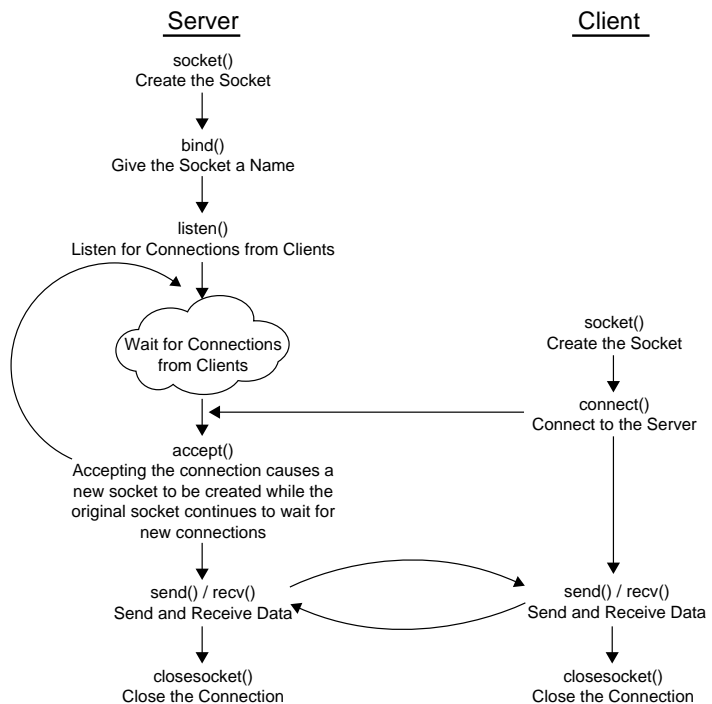 Server
socket()
Create the Socket
bind()
Give the Socket a Name
listen()
Listen for Connections from Clients
Wait for Connections
from Clients
accept()
Accepting the connection causes a
new socket to be created while the
original socket continues to wait for
new connections
send() / recv()
Send and Receive Data
closesocket()
Close the Connection
Client
socket()
Create the Socket
connect()
Connect to the Server
send() / recv()
Send and Receive Data
closesocket()
Close the Connection